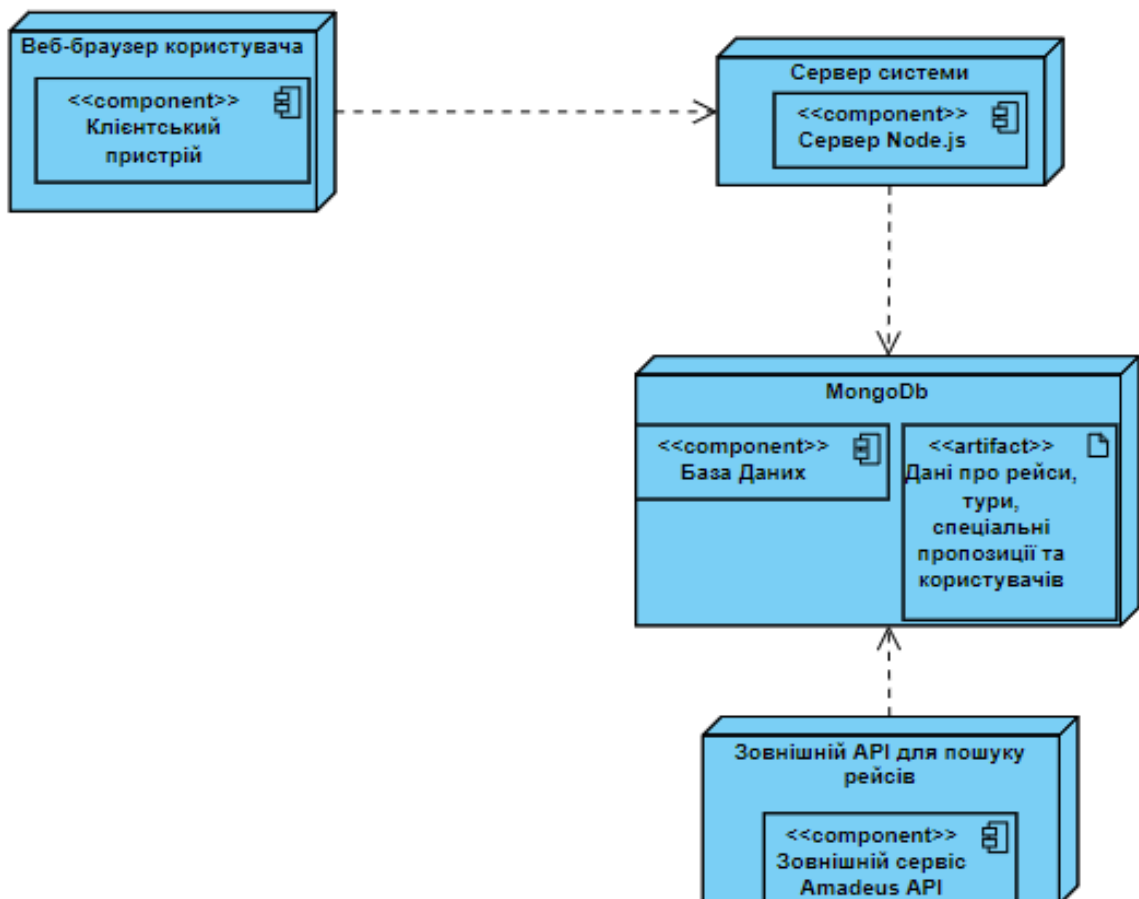 Веб-браузер користувача
<<component>>
Клієнтський
пристрій
Сервер системи
<<component>>
Сервер Node.js
MongoDb
<<component>>
База Даних
<<artifact>>
Дані про рейси,
тури,
спеціальні
пропозиції та
користувачів
Зовнішній API для пошуку
рейсів
<<component>>
Зовнішній сервіс
Amadeus API